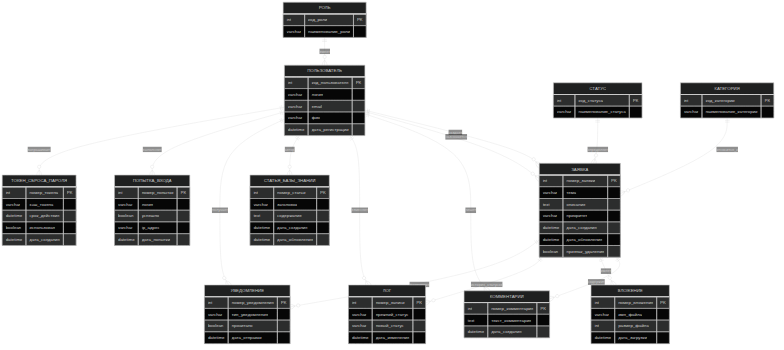 РОЛЬ
int код_роли PK
varchar наименование_роли
ПОЛЬЗОВАТЕЛЬ
int код_пользователя PK
varchar логин
varchar email
varchar фио
datetime дата_регистрации
СТАТУС
int код_статуса PK
varchar наименование_статуса
КАТЕГОРИЯ
int код_категории PK
varchar наименование_категории
ТОКЕН_СБРОСА_ПАРОЛЯ
int номер_токена PK
varchar хэш_токена
datetime срок_действия
boolean использован
datetime дата_создания
ПОПЫТКА_ВХОДА
int номер_попытки PK
varchar логин
boolean успешно
varchar ip_адрес
datetime дата_попытки
СТАТЬЯ_БАЗЫ_ЗНАНИЙ
int номер_статьи PK
varchar заголовок
text содержание
datetime дата_создания
datetime дата_обновления
ЗАЯВКА
int номер_заявки PK
varchar тема
text описание
varchar приоритет
datetime дата_создания
datetime дата_обновления
boolean признак_удаления
УВЕДОМЛЕНИЕ
int номер_уведомления PK
varchar тип_уведомления
boolean прочитано
datetime дата_отправки
ЛОГ
int номер_записи PK
varchar прежний_статус
varchar новый_статус
datetime дата_изменения
КОММЕНТАРИЙ
int номер_комментария PK
text текст_комментария
datetime дата_создания
ВЛОЖЕНИЕ
int номер_вложения PK
varchar имя_файла
int размер_файла
datetime дата_загрузки